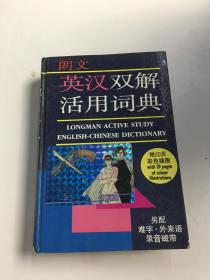 朗文
英汉双解
活用词典
LONGMAN ACTIVE STUDY
ENGLISH-CHINESE DICTIONARY
附20页
彩色插图
with 20 pages
of colour
illustrations
另配
难字·外来语
录音磁带